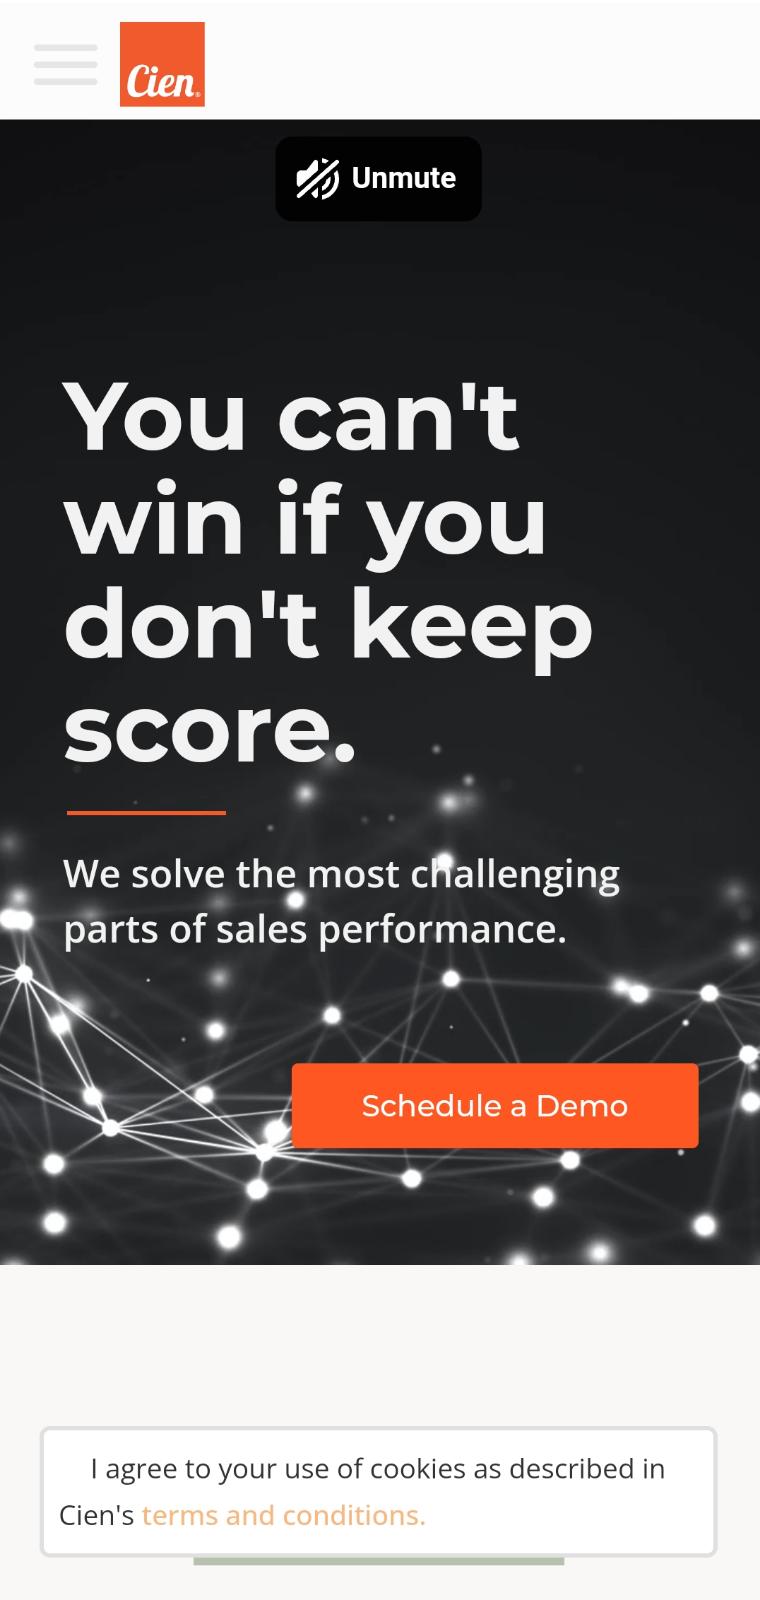 Cien®
Unmute
You can't
win if you
don't keep
score.
We solve the most challenging
parts of sales performance.
Schedule a Demo
I agree to your use of cookies as described in
Cien's terms and conditions.